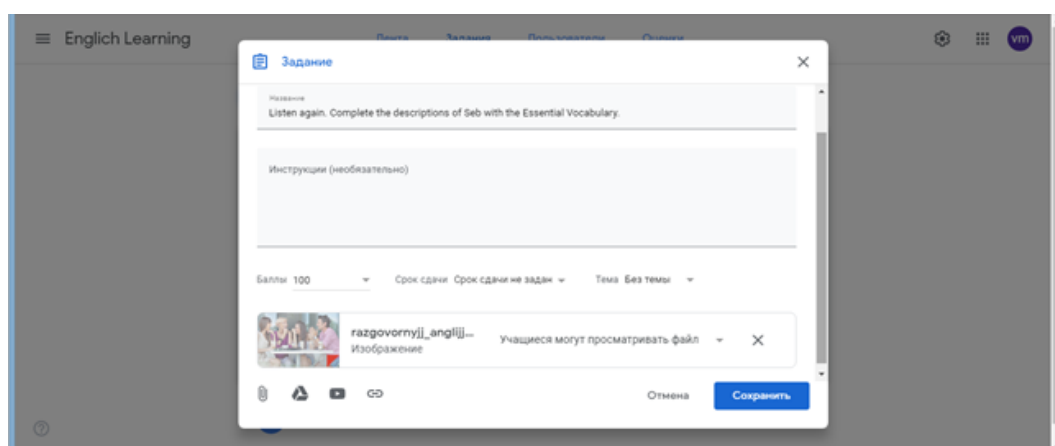 Englich Learning
Лента Задания Пользователи Оценки
vm
Задание
Название
Listen again. Complete the descriptions of Seb with the Essential Vocabulary.
Инструкции (необязательно)
Баллы 100 Срок сдачи Срок сдачи не задан Тема Без темы
razgovornyjj_anglijj...
Изображение
Учащиеся могут просматривать файл
Отмена Сохранить